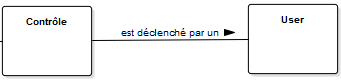 Contrôle
est déclenché par un
User